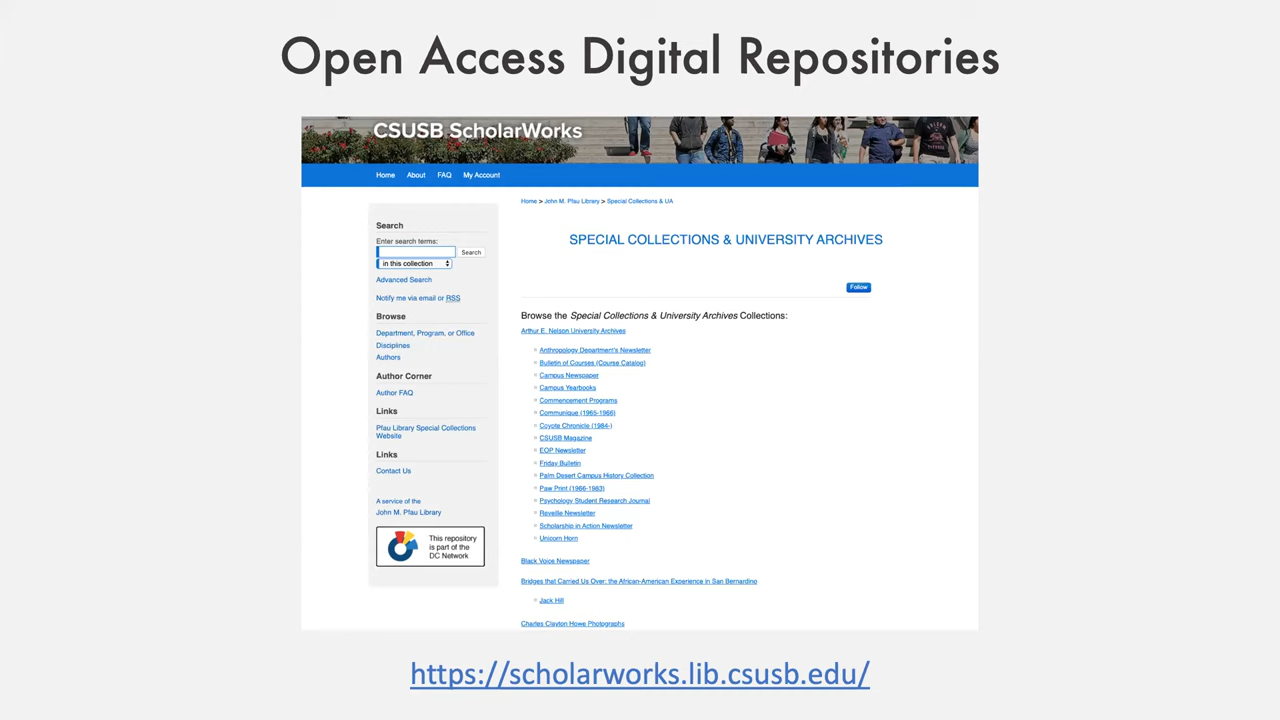 Open Access Digital Repositories
CSUSB ScholarWorks
Home About FAQ My Account
Search
Enter search terms:
Search
in this collection
Advanced Search
Notify me via email or RSS
Browse
Department, Program, or Office
Disciplines
Authors
Author Corner
Author FAQ
Links
Pfau Library Special Collections
Website
Links
Contact Us
A service of the
John M. Pfau Library
This repository
is part of the
DC Network
Home > John M. Pfau Library > Special Collections & UA
SPECIAL COLLECTIONS & UNIVERSITY ARCHIVES
Follow
Browse the Special Collections & University Archives Collections:
Arthur E. Nelson University Archives
Anthropology Department's Newsletter
Bulletin of Courses (Course Catalog)
Campus Newspaper
Campus Yearbooks
Commencement Programs
Communique (1965-1966)
Coyote Chronicle (1984-)
CSUSB Magazine
EOP Newsletter
Friday Bulletin
Palm Desert Campus History Collection
Paw Print (1966-1983)
Psychology Student Research Journal
Reveille Newsletter
Scholarship in Action Newsletter
Unicorn Horn
Black Voice Newspaper
Bridges that Carried Us Over: the African-American Experience in San Bernardino
Jack Hill
Charles Clayton Howe Photographs
https://scholarworks.lib.csusb.edu/